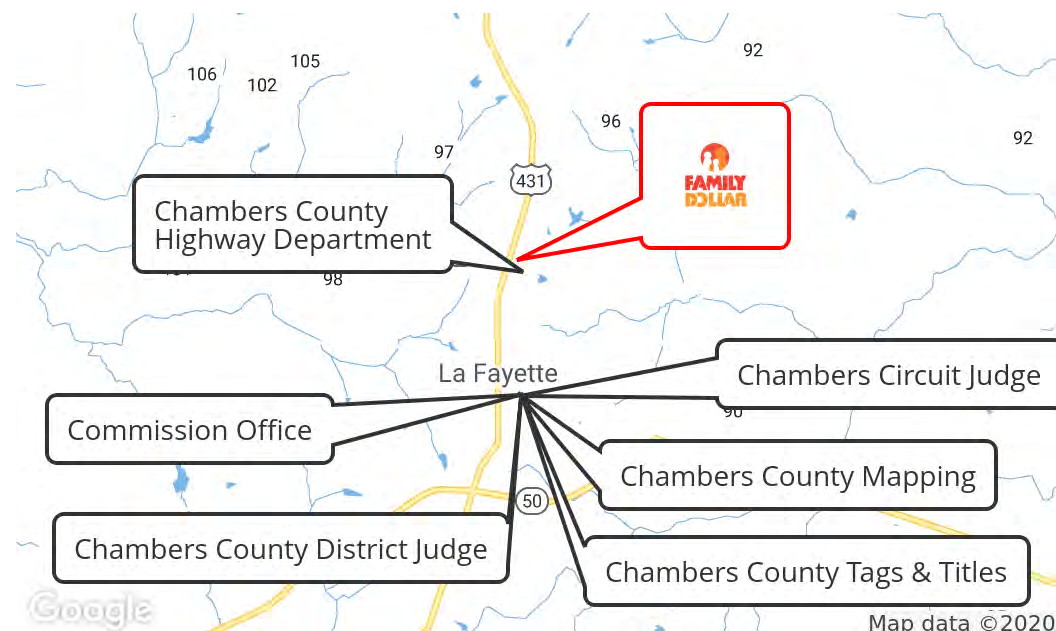 92
105
106
102
96
92
97
431
FAMILY
DOLLAR
Chambers County
Highway Department
98
La Fayette
Chambers Circuit Judge
Commission Office
Chambers County Mapping
50
Chambers County District Judge
Chambers County Tags & Titles
Google
Map data ©2020